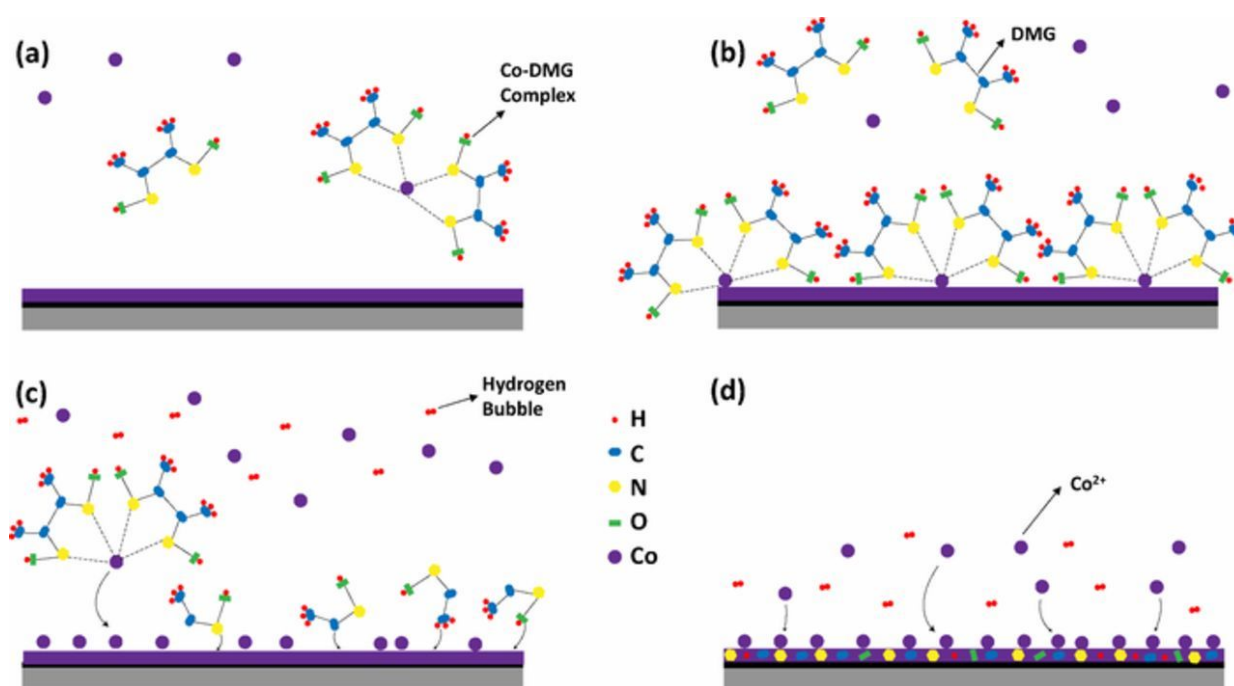 (a)
Co-DMG
Complex
(b)
DMG
(c)
Hydrogen
Bubble
H
C
N
O
Co
(d)
Co²⁺